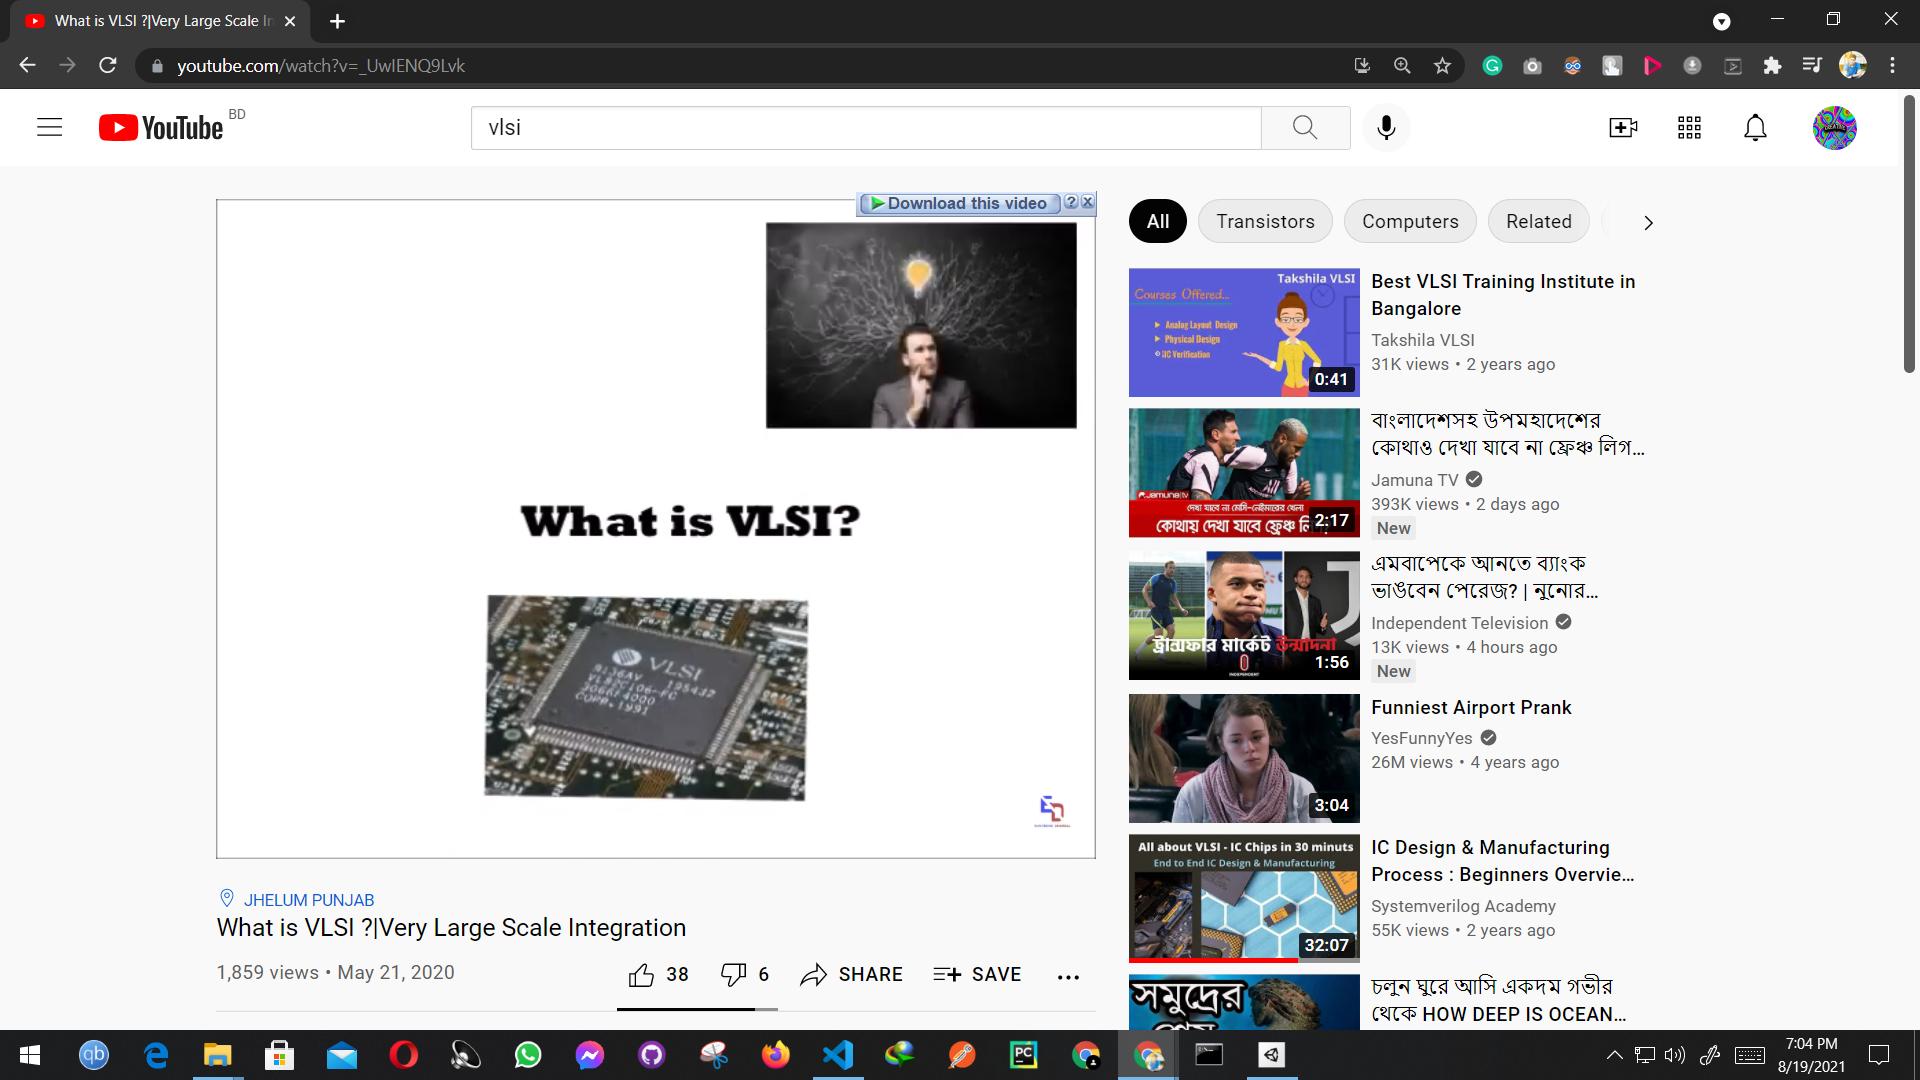 What is VLSI ?|Very Large Scale In
youtube.com/watch?v=_UwIENQ9Lvk
YouTube BD
vlsi
Download this video
What is VLSI?
VLSI
COPR.1991
JHELUM PUNJAB
What is VLSI ?|Very Large Scale Integration
1,859 views • May 21, 2020
38 6 SHARE SAVE
All Transistors Computers Related
Takshila VLSI
Courses Offered...
Analog Layout Design
Physical Design
IC Verification
0:41
Best VLSI Training Institute in
Bangalore
Takshila VLSI
31K views • 2 years ago
Jamuna TV
দেখা যাবে না মেসি-নেইমারের খেলা
কোথায় দেখা যাবে ফ্রেঞ্চ
2:17
বাংলাদেশসহ উপমহাদেশের
কোথাও দেখা যাবে না ফ্রেঞ্চ লিগ...
Jamuna TV
393K views • 2 days ago
New
ট্রান্সফার মার্কেট উন্মাদনা
INDEPENDENT
1:56
এমবাপেকে আনতে ব্যাংক
ভাঙবেন পেরেজ? | নুনোর...
Independent Television
13K views • 4 hours ago
New
3:04
Funniest Airport Prank
YesFunnyYes
26M views • 4 years ago
All about VLSI - IC Chips in 30 minuts
End to End IC Design & Manufacturing
32:07
IC Design & Manufacturing
Process : Beginners Overvie...
Systemverilog Academy
55K views • 2 years ago
সমুদ্রের
শেষ
চলুন ঘুরে আসি একদম গভীর
থেকে HOW DEEP IS OCEAN...
qb
PC
7:04 PM
8/19/2021